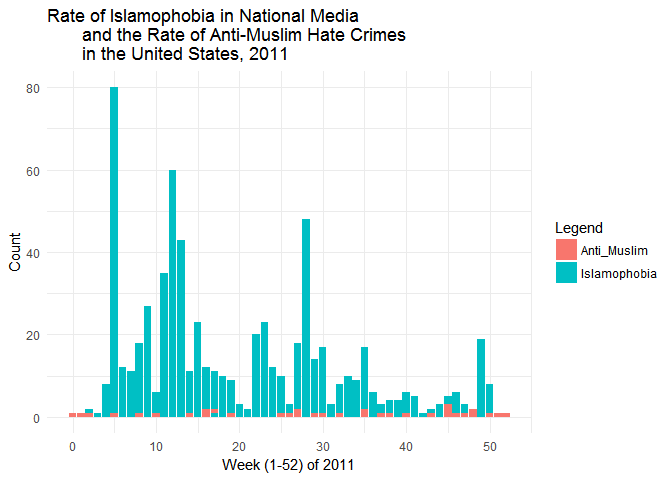 Rate of Islamophobia in National Media
and the Rate of Anti-Muslim Hate Crimes
in the United States, 2011
80
60
40
20
0
Count
0 10 20 30 40 50
Week (1-52) of 2011
Legend
Anti_Muslim
Islamophobia